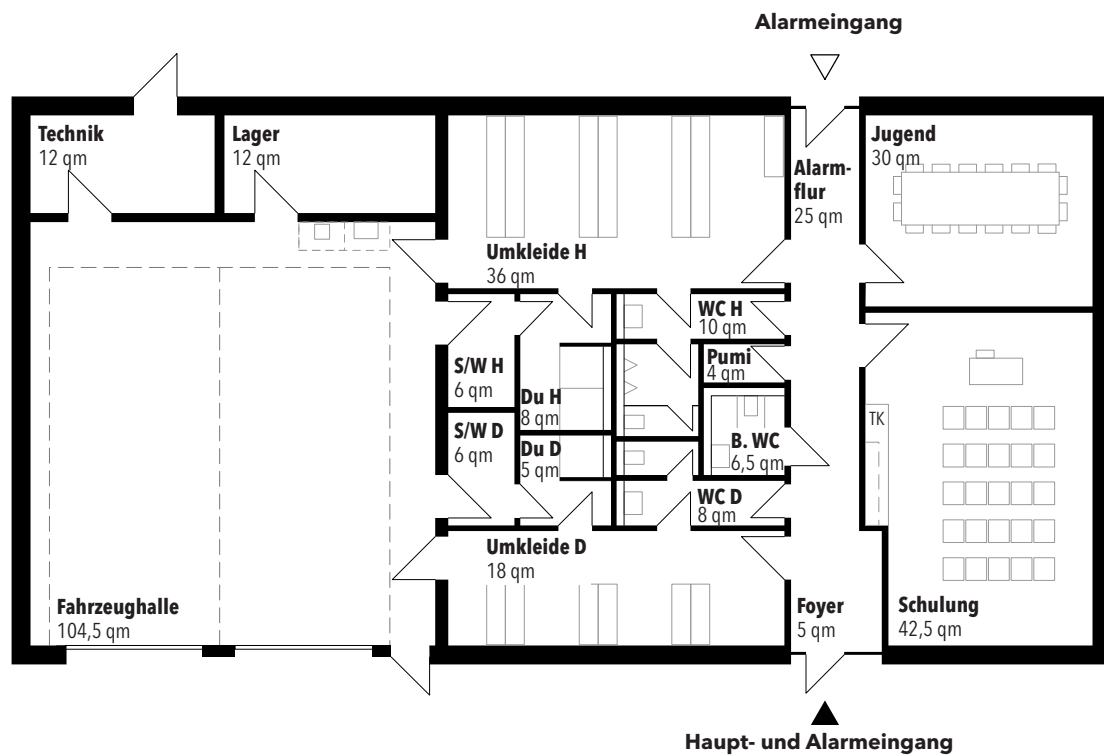 Alarmeingang
Technik
12 qm
Lager
12 qm
Umkleide H
36 qm
Alarm-
flur
25 qm
Jugend
30 qm
WC H
10 qm
Pumi
4 qm
S/W H
6 qm
Du H
8 qm
S/W D
6 qm
Du D
5 qm
B. WC
6,5 qm
TK
WC D
8 qm
Umkleide D
18 qm
Fahrzeughalle
104,5 qm
Foyer
5 qm
Schulung
42,5 qm
Haupt- und Alarmeingang